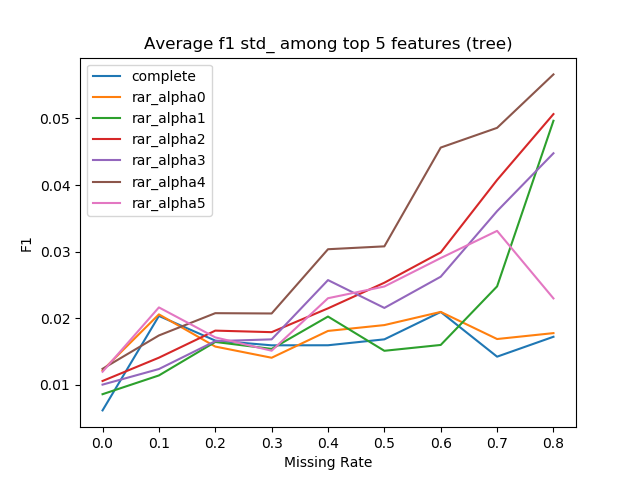 Average f1 std_ among top 5 features (tree)
complete
rar_alpha0
rar_alpha1
rar_alpha2
rar_alpha3
rar_alpha4
rar_alpha5
0.05
0.04
0.03
0.02
0.01
F1
0.0 0.1 0.2 0.3 0.4 0.5 0.6 0.7 0.8
Missing Rate